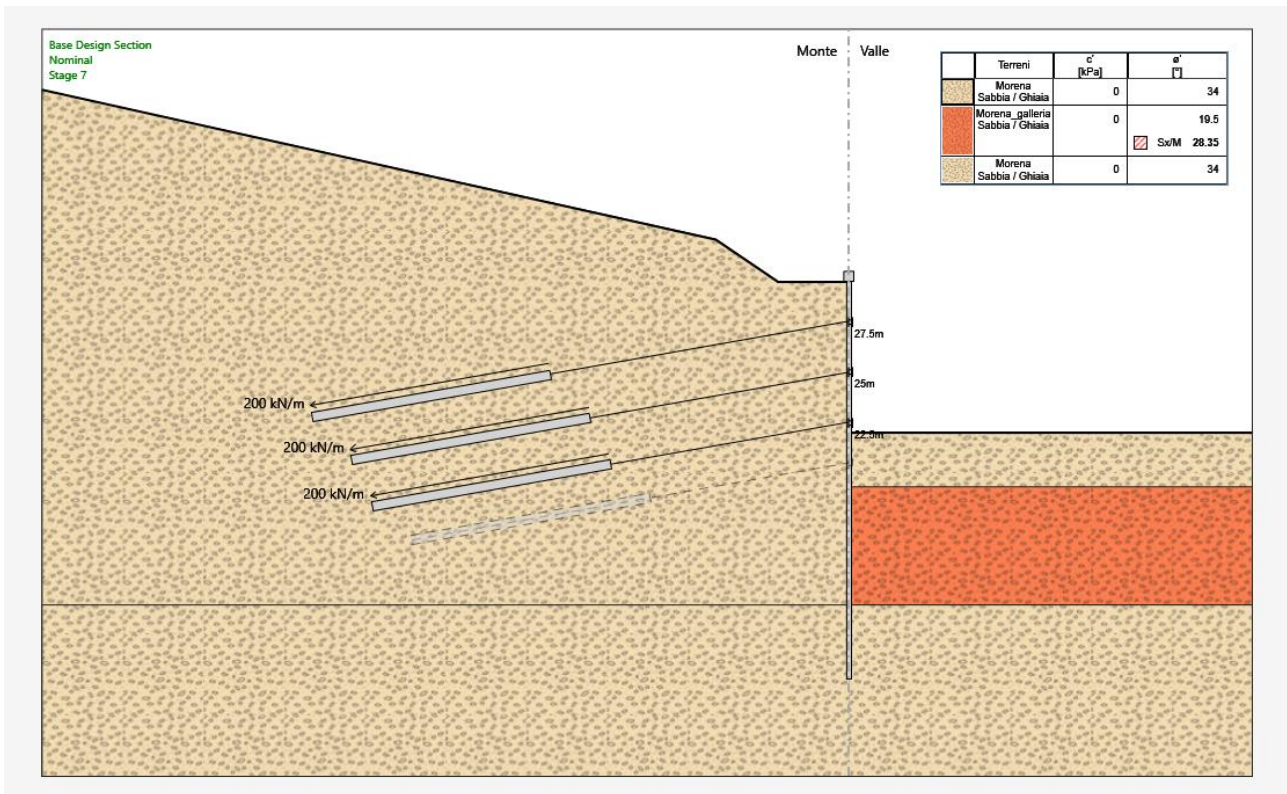 Base Design Section
Nominal
Stage 7
Monte Valle
Terreni c' [kPa] ø' [°]
Morena
Sabbia / Ghiaia 0 34
Morena_galleria
Sabbia / Ghiaia 0 19.5
Sx/M 28.35
Morena
Sabbia / Ghiaia 0 34
27.5m
25m
22.5m
200 kN/m
200 kN/m
200 kN/m